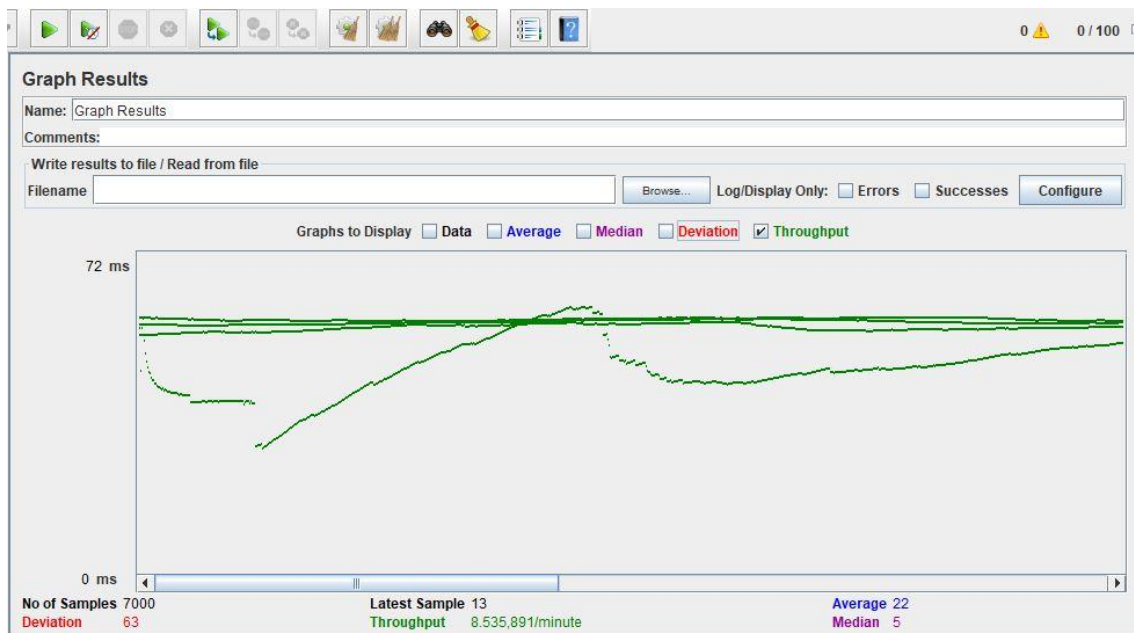 0 0 / 100
Graph Results
Name: Graph Results
Comments:
Write results to file / Read from file
Filename Browse... Log/Display Only: Errors Successes Configure
Graphs to Display Data Average Median Deviation Throughput
72 ms
0 ms
No of Samples 7000 Latest Sample 13 Average 22
Deviation 63 Throughput 8.535,891/minute Median 5